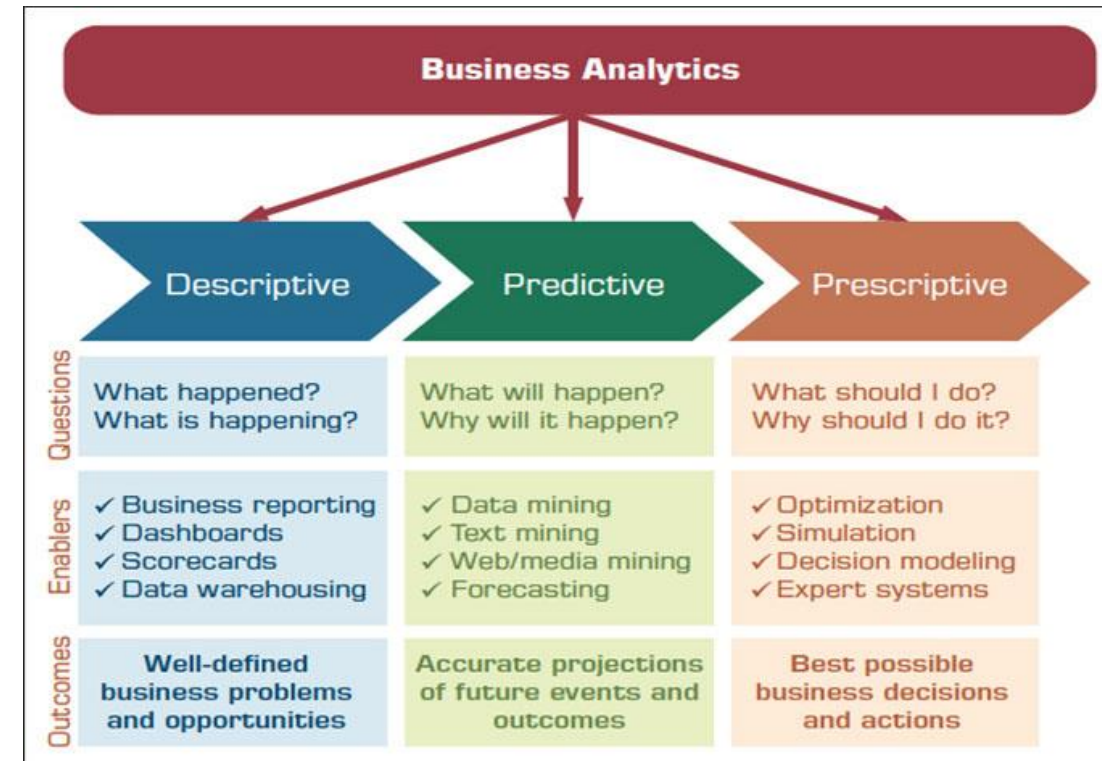 Business Analytics
Descriptive
Predictive
Prescriptive
Questions
What happened?
What is happening?
What will happen?
Why will it happen?
What should I do?
Why should I do it?
Enablers
✓ Business reporting
✓ Dashboards
✓ Scorecards
✓ Data warehousing
✓ Data mining
✓ Text mining
✓ Web/media mining
✓ Forecasting
✓ Optimization
✓ Simulation
✓ Decision modeling
✓ Expert systems
Outcomes
Well-defined
business problems
and opportunities
Accurate projections
of future events and
outcomes
Best possible
business decisions
and actions